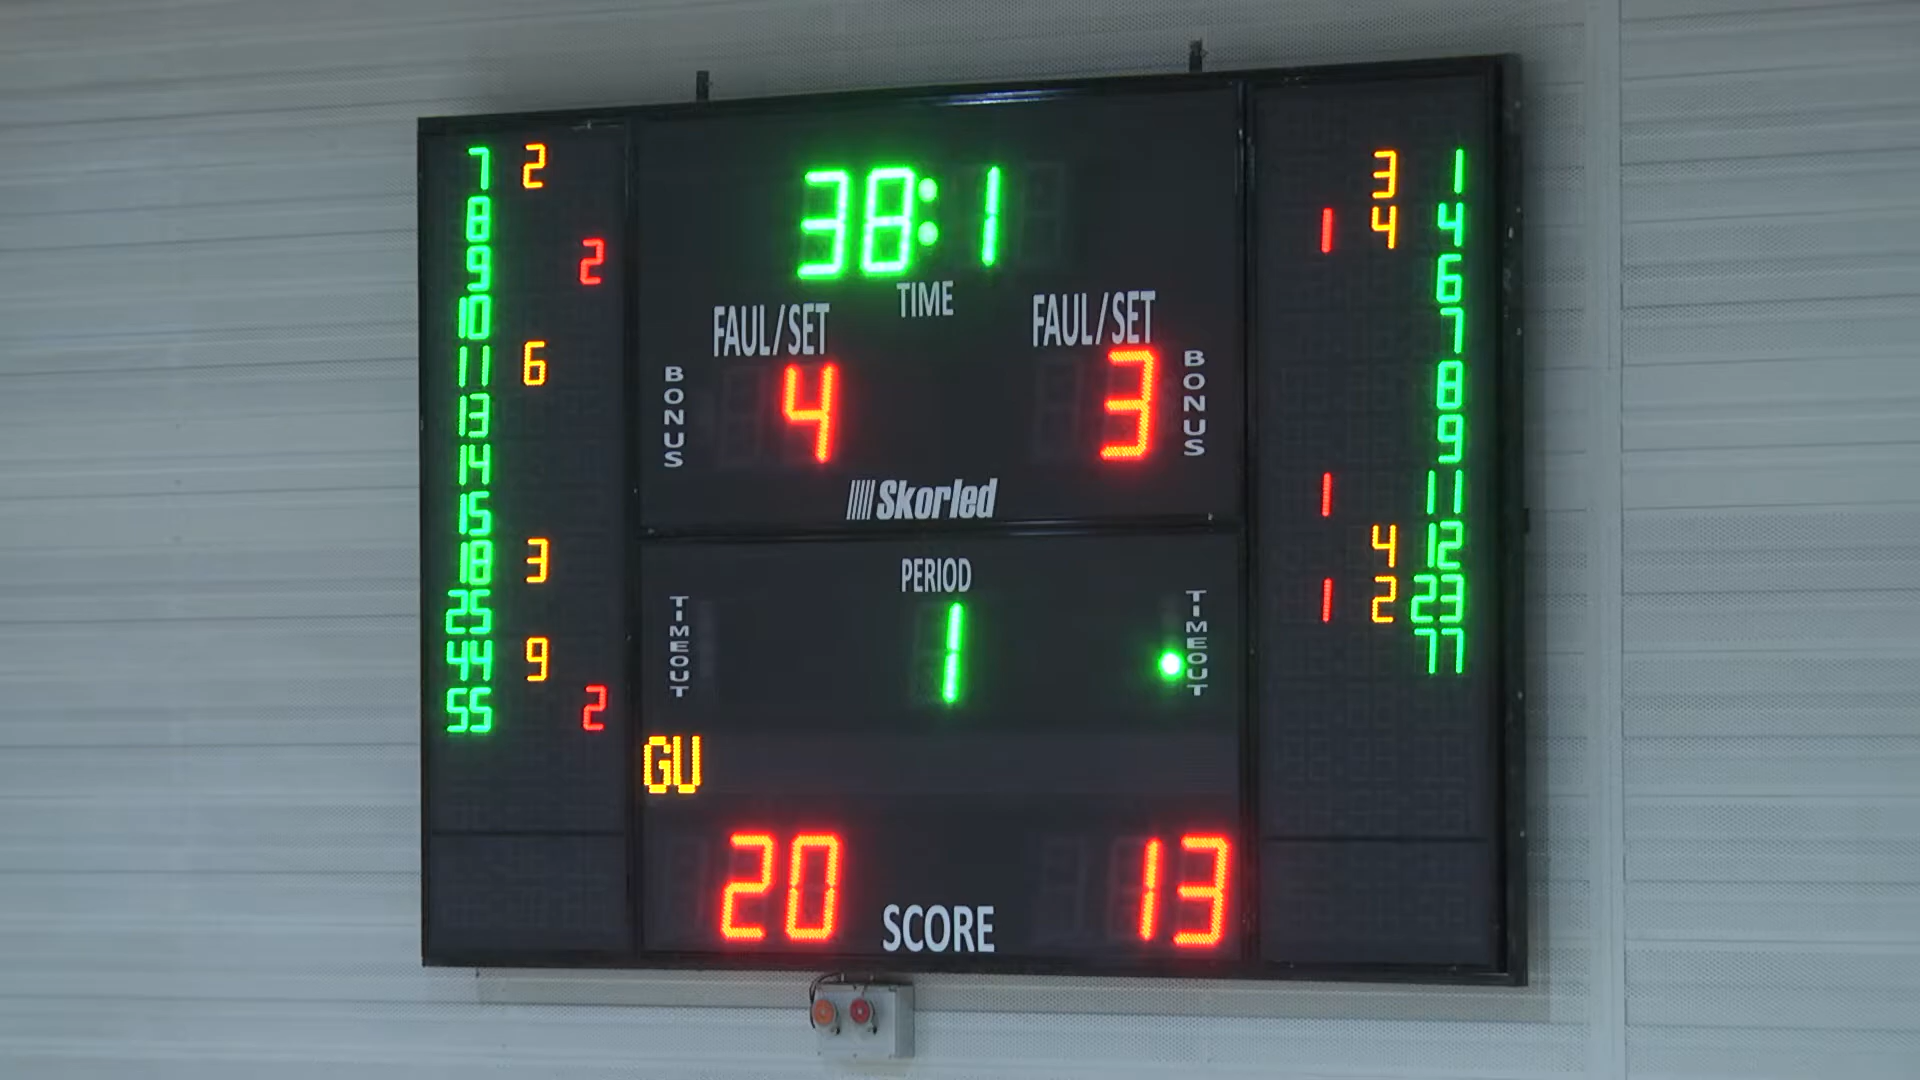 7 2
8
9 2
10
11 6
13
14
15
18 3
25
44 9
55 2
38:1
TIME
FAUL/SET FAUL/SET
BONUS 4 3 BONUS
Skorled
PERIOD
TIMEOUT 1 TIMEOUT
GU
20 13
SCORE
3 1
1 4 4
6
7
8
9
1 11
4 12
1 2 23
77